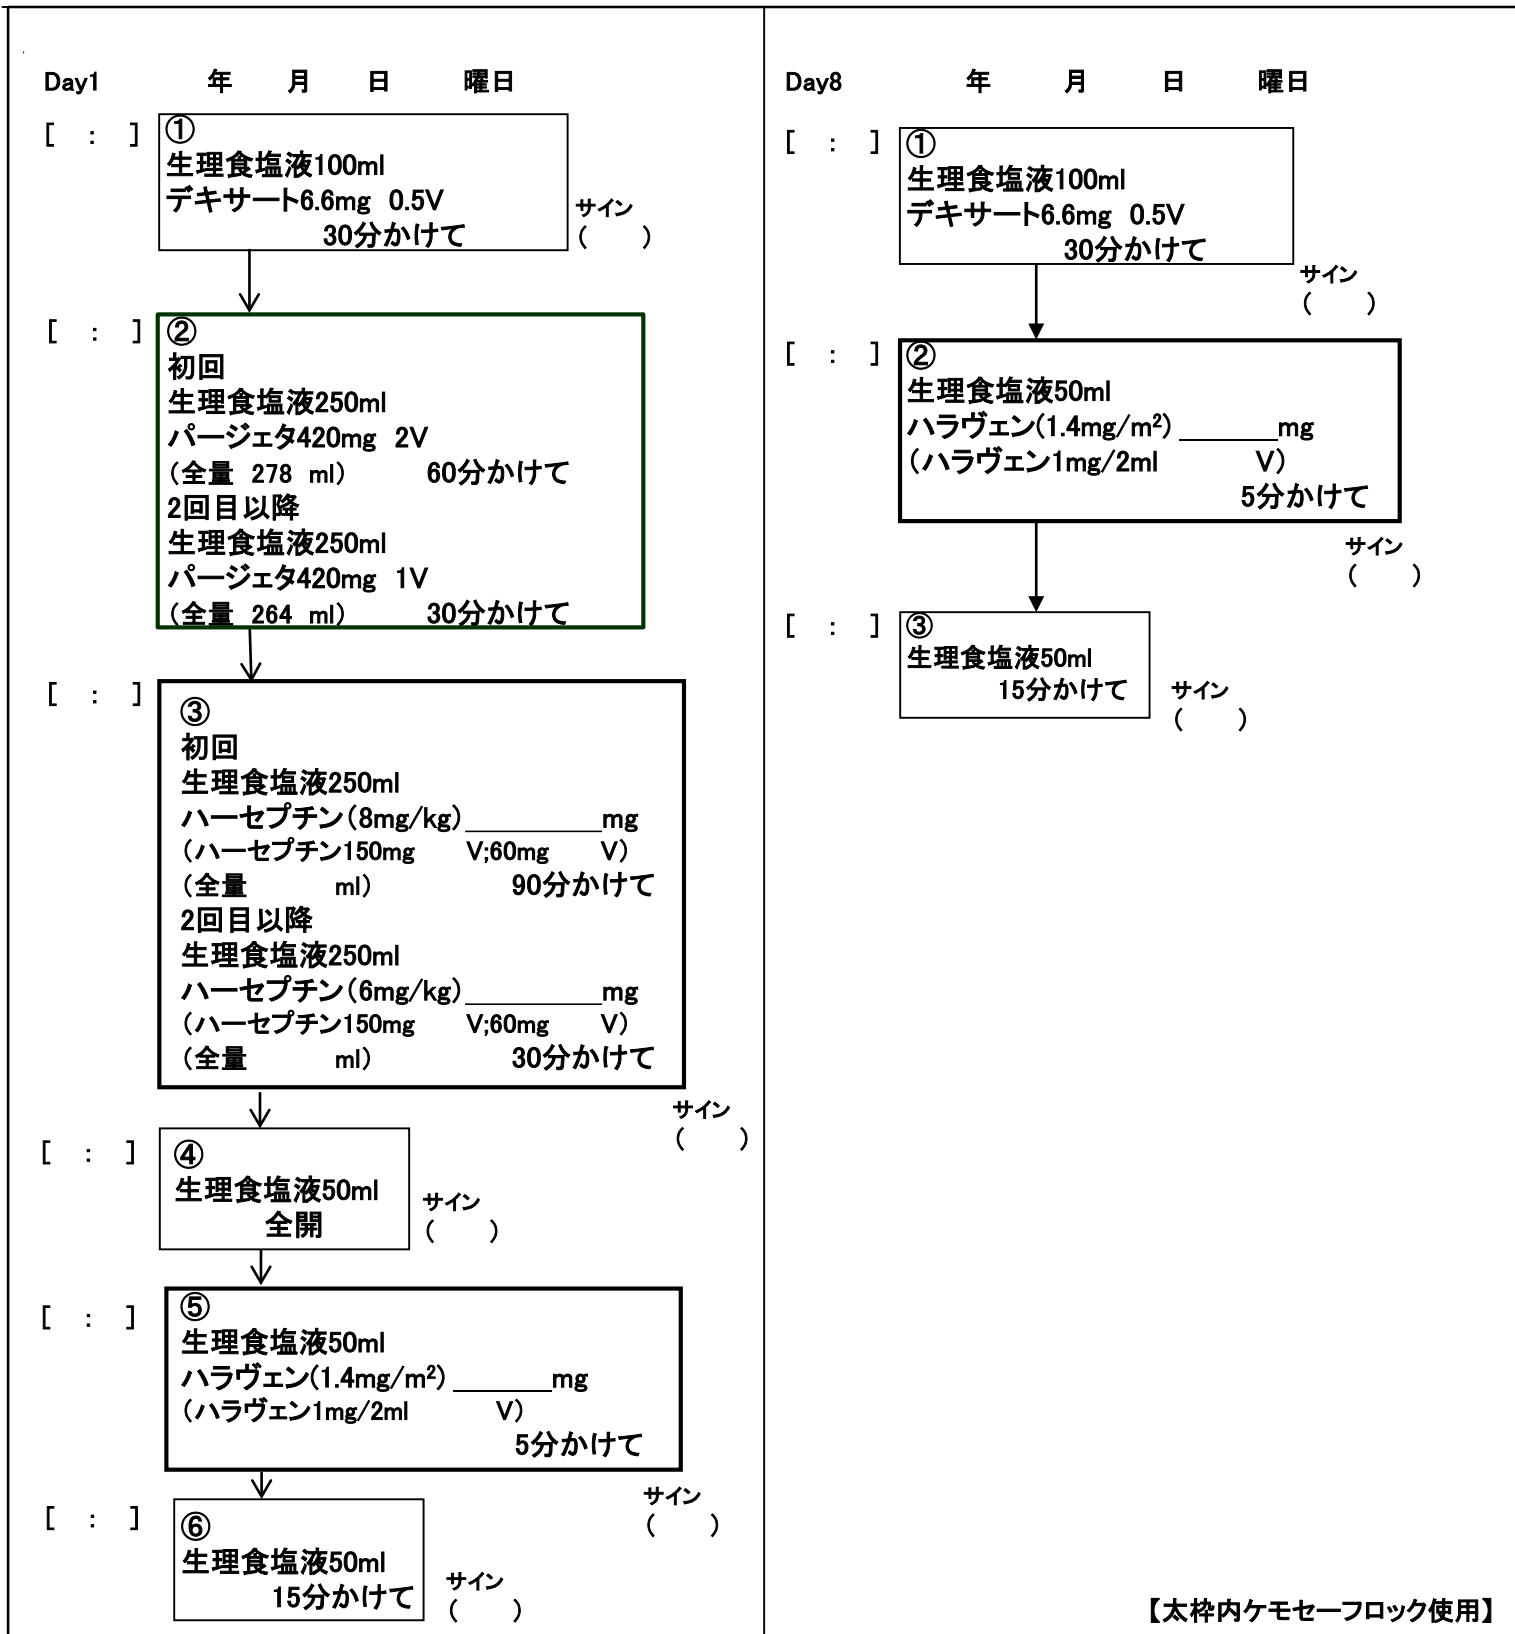 Day1 年 月 日 曜日
[ : ]
①
生理食塩液100ml
デキサート6.6mg 0.5V
30分かけて
サイン
( )
[ : ]
②
初回
生理食塩液250ml
パージェタ420mg 2V
(全量 278 ml) 60分かけて
2回目以降
生理食塩液250ml
パージェタ420mg 1V
(全量 264 ml) 30分かけて
[ : ]
③
初回
生理食塩液250ml
ハーセプチン(8mg/kg)__________mg
(ハーセプチン150mg V;60mg V)
(全量 ml) 90分かけて
2回目以降
生理食塩液250ml
ハーセプチン(6mg/kg)__________mg
(ハーセプチン150mg V;60mg V)
(全量 ml) 30分かけて
サイン
( )
[ : ]
④
生理食塩液50ml
全開
サイン
( )
[ : ]
⑤
生理食塩液50ml
ハラヴェン(1.4mg/m²)_______mg
(ハラヴェン1mg/2ml V)
5分かけて
サイン
( )
[ : ]
⑥
生理食塩液50ml
15分かけて
サイン
( )
Day8 年 月 日 曜日
[ : ]
①
生理食塩液100ml
デキサート6.6mg 0.5V
30分かけて
サイン
( )
[ : ]
②
生理食塩液50ml
ハラヴェン(1.4mg/m²)_______mg
(ハラヴェン1mg/2ml V)
5分かけて
サイン
( )
[ : ]
③
生理食塩液50ml
15分かけて
サイン
( )
【太枠内ケモセーフロック使用】